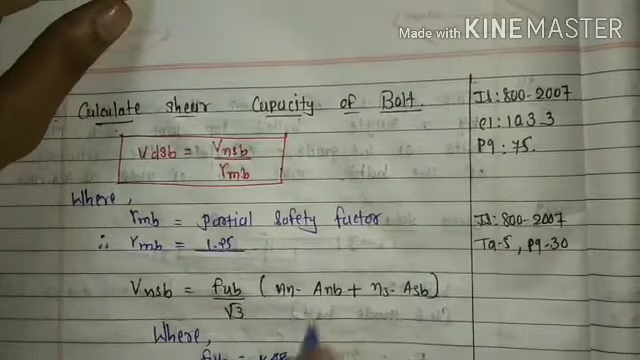 Made with KINEMASTER
Calculate shear Capacity of Bolt.
IS:800-2007
cl: 10.3.3
Pg: 75.
Vdsb = Vnsb / γmb
Where,
γmb = partial safety factor
IS:800-2007
∴ γmb = 1.25
Ta-5, Pg-30
Vnsb = fub / √3 ( nn. Anb + ns. Asb)
Where,
fub =